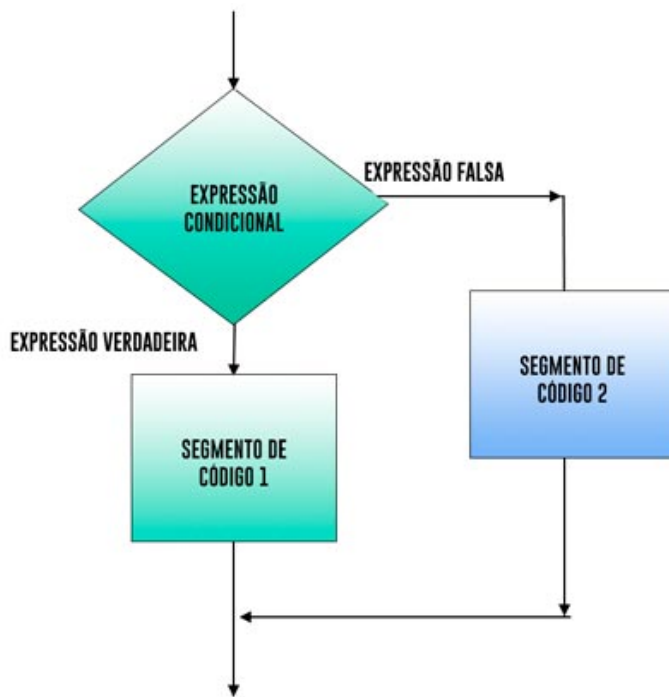 EXPRESSÃO
CONDICIONAL
EXPRESSÃO FALSA
EXPRESSÃO VERDADEIRA
SEGMENTO DE
CÓDIGO 1
SEGMENTO DE
CÓDIGO 2